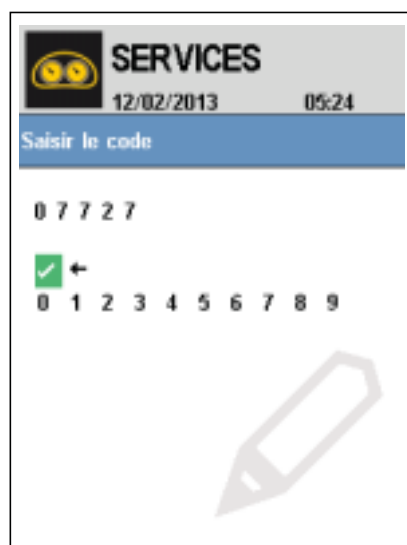 SERVICES
12/02/2013 05:24
Saisir le code
0 7 7 2 7
✓ ←
0 1 2 3 4 5 6 7 8 9